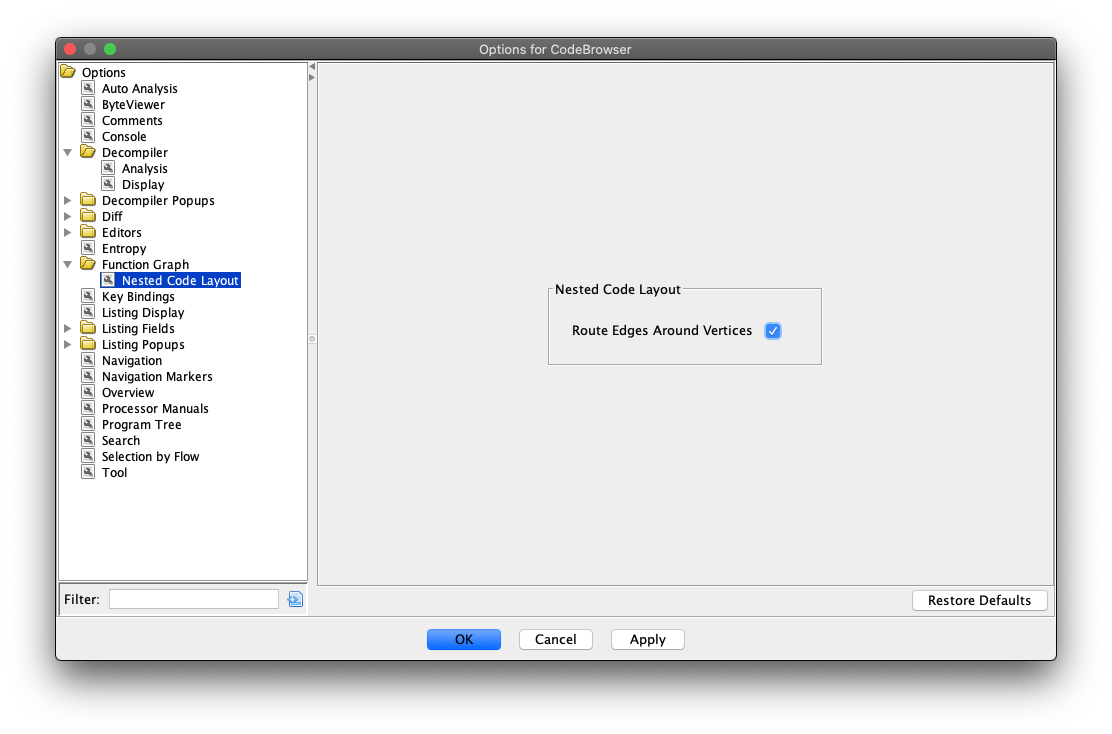 Options for CodeBrowser
Options
Auto Analysis
ByteViewer
Comments
Console
Decompiler
Analysis
Display
Decompiler Popups
Diff
Editors
Entropy
Function Graph
Nested Code Layout
Key Bindings
Listing Display
Listing Fields
Listing Popups
Navigation
Navigation Markers
Overview
Processor Manuals
Program Tree
Search
Selection by Flow
Tool
Filter:
Nested Code Layout
Route Edges Around Vertices
Restore Defaults
OK
Cancel
Apply